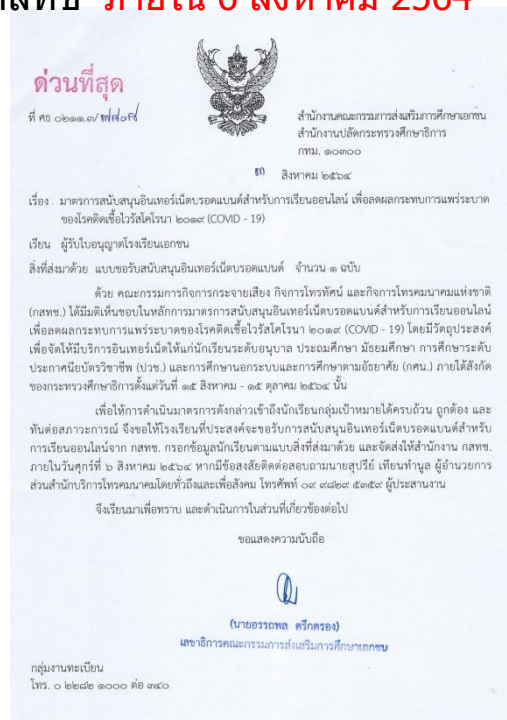 ภายใน 6 สิงหาคม 2564
ด่วนที่สุด
ที่ ศธ ๐๒๑๑.๗/
สำนักงานคณะกรรมการส่งเสริมการศึกษาเอกชน
สำนักงานปลัดกระทรวงศึกษาธิการ
กทม. ๑๐๓๐๐
สิงหาคม ๒๕๖๔
เรื่อง มาตรการสนับสนุนอินเทอร์เน็ตบรอดแบนด์สำหรับการเรียนออนไลน์ เพื่อลดผลกระทบการแพร่ระบาด
ของโรคติดเชื้อไวรัสโคโรนา ๒๐๑๙ (COVID - 19)
เรียน ผู้รับใบอนุญาตโรงเรียนเอกชน
สิ่งที่ส่งมาด้วย แบบขอรับสนับสนุนอินเทอร์เน็ตบรอดแบนด์ จำนวน ๑ ฉบับ
ด้วย คณะกรรมการกิจการกระจายเสียง กิจการโทรทัศน์ และกิจการโทรคมนาคมแห่งชาติ
(กสทช.) ได้มีมติเห็นชอบในหลักการมาตรการสนับสนุนอินเทอร์เน็ตบรอดแบนด์สำหรับการเรียนออนไลน์
เพื่อลดผลกระทบการแพร่ระบาดของโรคติดเชื้อไวรัสโคโรนา ๒๐๑๙ (COVID - 19) โดยมีวัตถุประสงค์
เพื่อจัดให้มีบริการอินเทอร์เน็ตให้แก่นักเรียนระดับอนุบาล ประถมศึกษา มัธยมศึกษา การศึกษาระดับ
ประกาศนียบัตรวิชาชีพ (ปวช.) และการศึกษานอกระบบและการศึกษาตามอัธยาศัย (กศน.) ภายใต้สังกัด
ของกระทรวงศึกษาธิการตั้งแต่วันที่ ๑๕ สิงหาคม - ๑๕ ตุลาคม ๒๕๖๔ นั้น
เพื่อให้การดำเนินมาตรการดังกล่าวเข้าถึงนักเรียนกลุ่มเป้าหมายได้ครบถ้วน ถูกต้อง และ
ทันต่อสภาวะการณ์ จึงขอให้โรงเรียนที่ประสงค์จะขอรับการสนับสนุนอินเทอร์เน็ตบรอดแบนด์สำหรับ
การเรียนออนไลน์จาก กสทช. กรอกข้อมูลนักเรียนตามแบบสิ่งที่ส่งมาด้วย และจัดส่งให้สำนักงาน กสทช.
ภายในวันศุกร์ที่ ๖ สิงหาคม ๒๕๖๔ หากมีข้อสงสัยติดต่อสอบถามนายสุปรีย์ เทียนทำนูล ผู้อำนวยการ
ส่วนสำนักบริการโทรคมนาคมโดยทั่วถึงและเพื่อสังคม โทรศัพท์ ๐๙ ๙๘๒๙ ๕๓๕๙ ผู้ประสานงาน
จึงเรียนมาเพื่อทราบ และดำเนินการในส่วนที่เกี่ยวข้องต่อไป
ขอแสดงความนับถือ
(นายอรรถพล ตรึกตรอง)
เลขาธิการคณะกรรมการส่งเสริมการศึกษาเอกชน
กลุ่มงานทะเบียน
โทร. ๐ ๒๒๘๒ ๑๐๐๐ ต่อ ๓๔๐